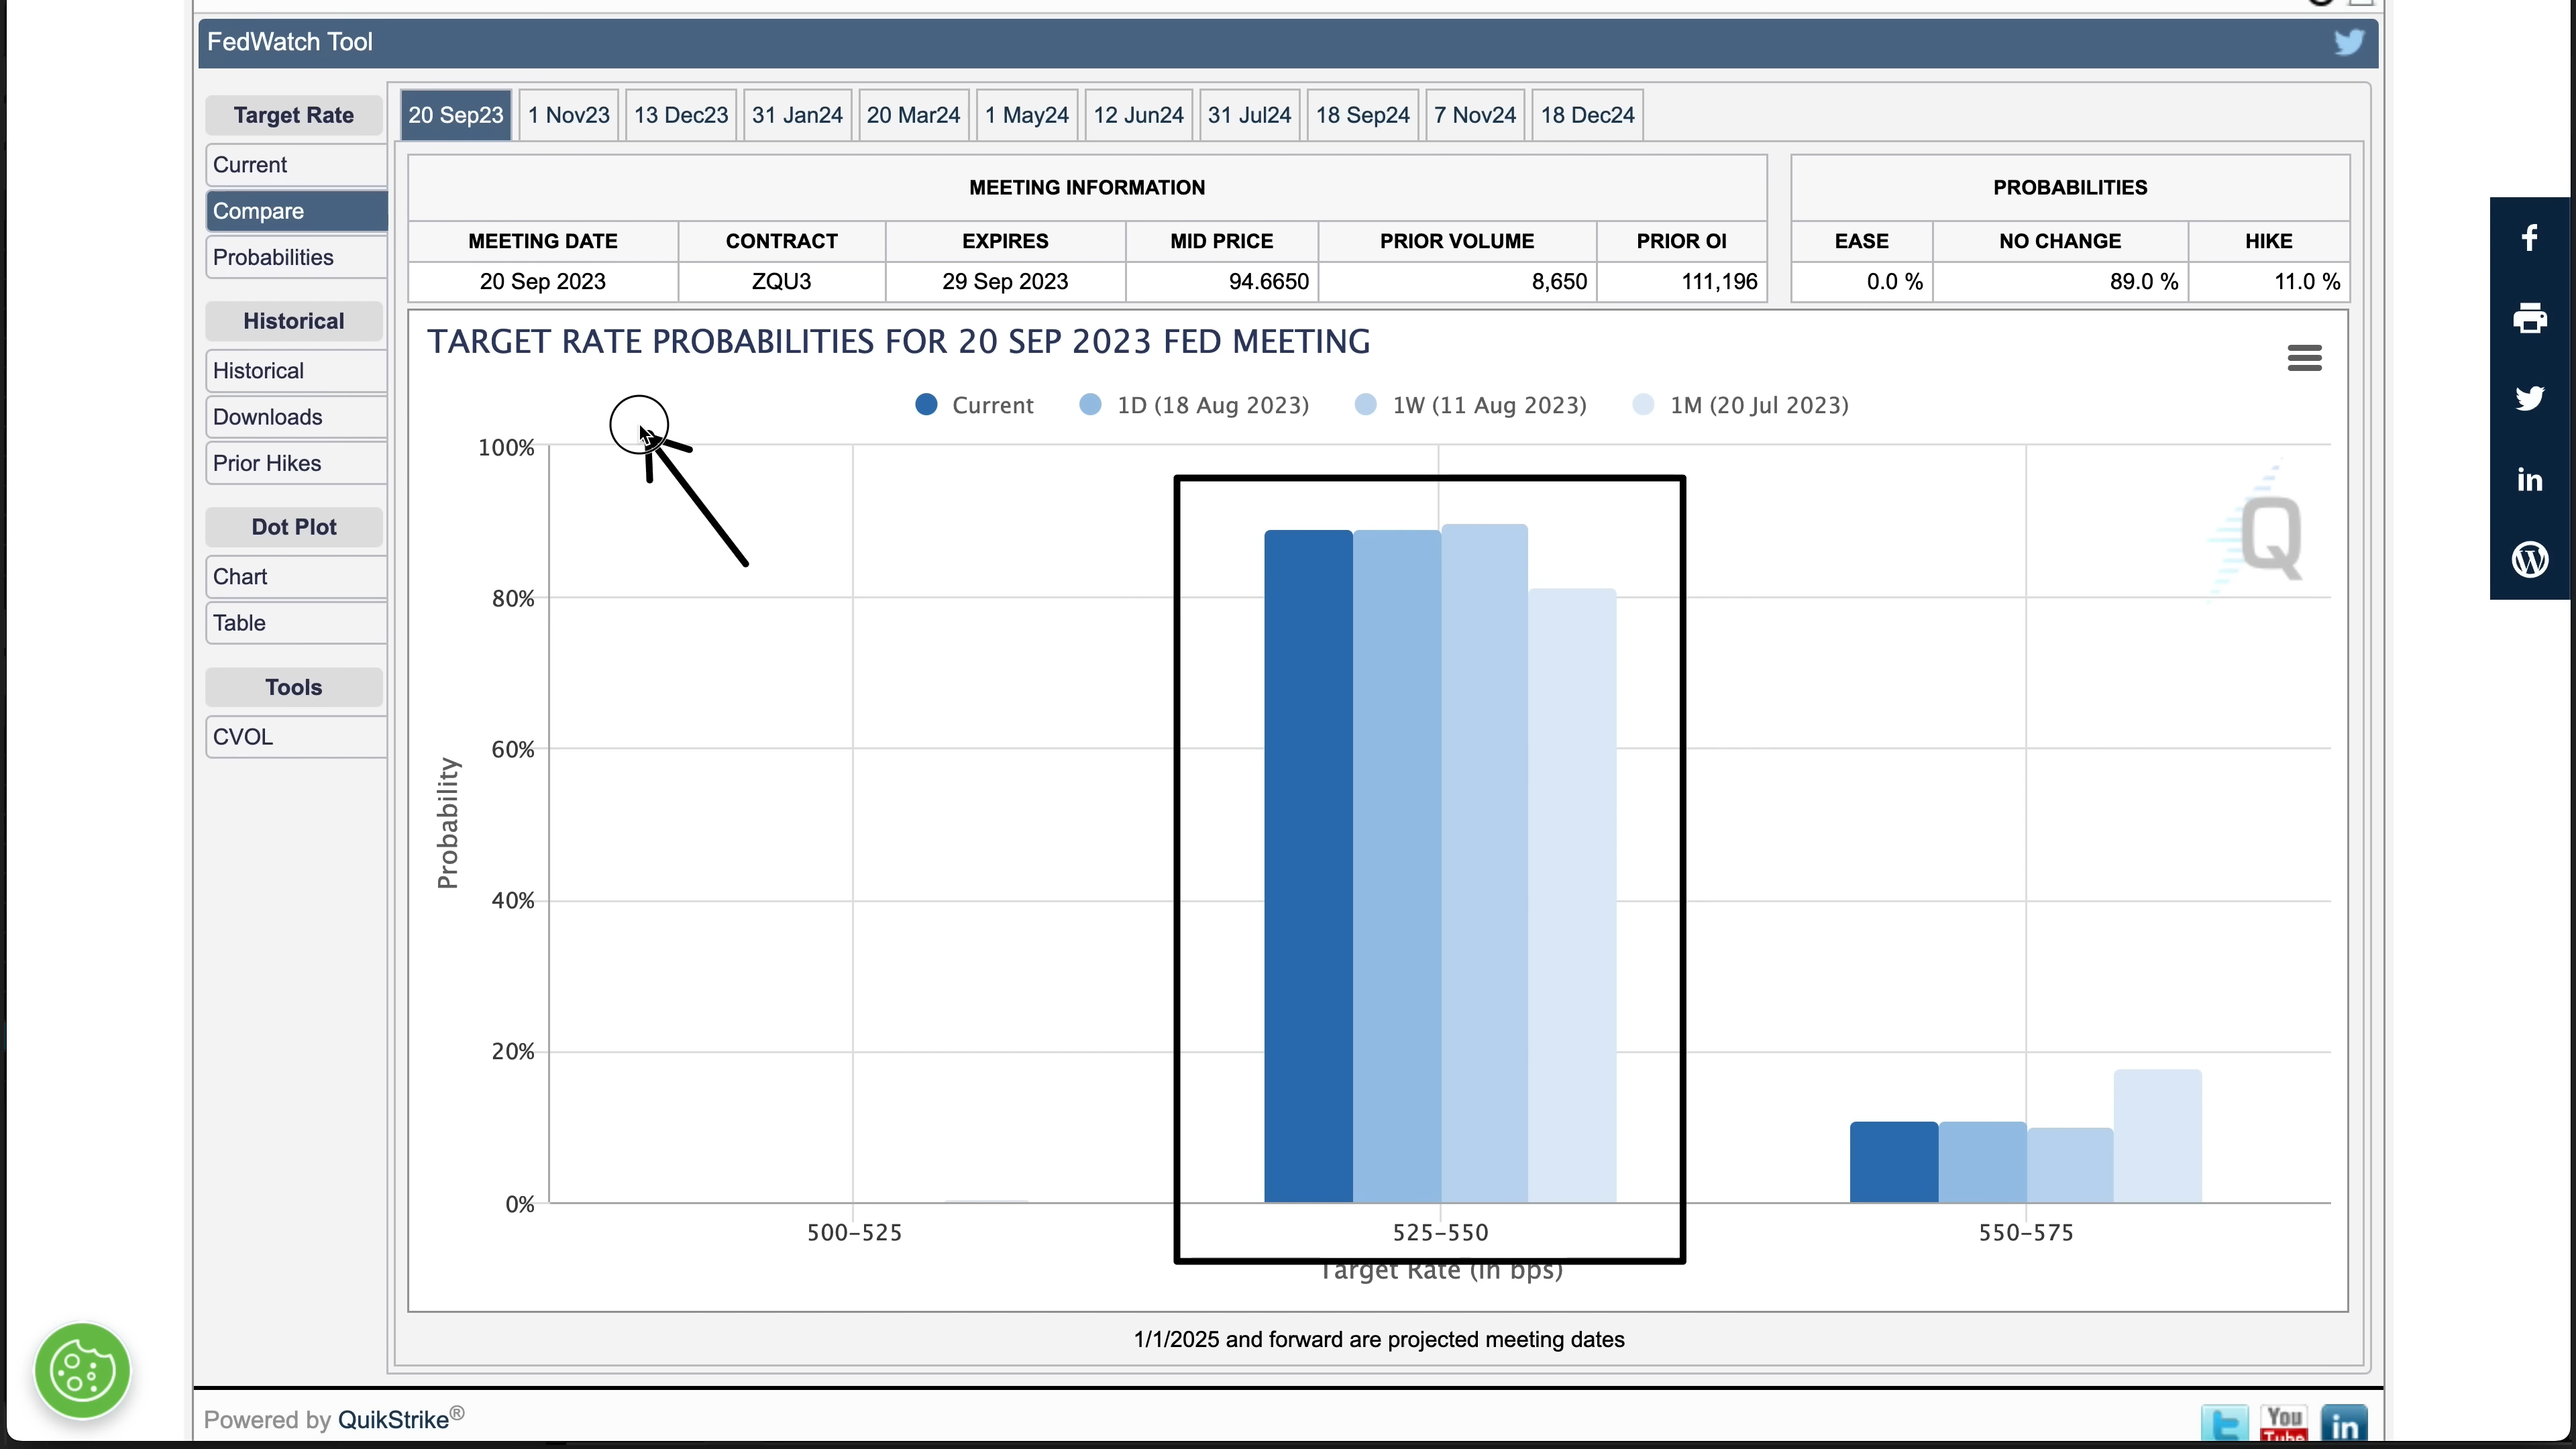 FedWatch Tool
Target Rate
Current
Compare
Probabilities
Historical
Historical
Downloads
Prior Hikes
Dot Plot
Chart
Table
Tools
CVOL
20 Sep23 1 Nov23 13 Dec23 31 Jan24 20 Mar24 1 May24 12 Jun24 31 Jul24 18 Sep24 7 Nov24 18 Dec24
MEETING INFORMATION
MEETING DATE CONTRACT EXPIRES MID PRICE PRIOR VOLUME PRIOR OI
20 Sep 2023 ZQU3 29 Sep 2023 94.6650 8,650 111,196
PROBABILITIES
EASE NO CHANGE HIKE
0.0 % 89.0 % 11.0 %
TARGET RATE PROBABILITIES FOR 20 SEP 2023 FED MEETING
Current 1D (18 Aug 2023) 1W (11 Aug 2023) 1M (20 Jul 2023)
Probability
100%
80%
60%
40%
20%
0%
Q
500-525 525-550 550-575
Target Rate (in bps)
1/1/2025 and forward are projected meeting dates
Powered by QuikStrike®
You
Tube
in
f
in